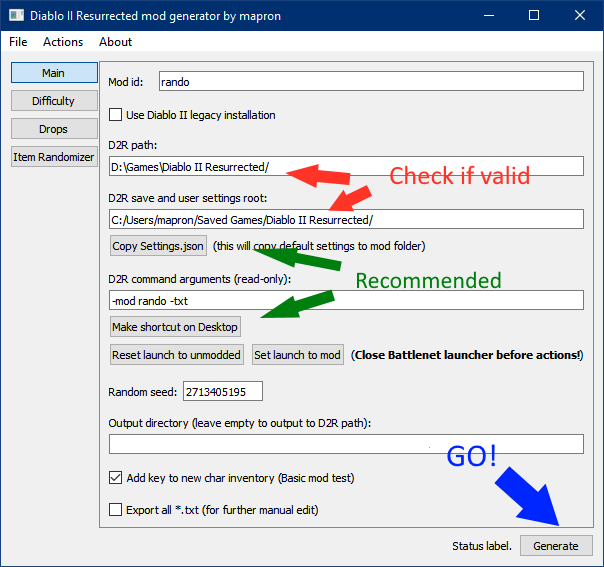 Diablo II Resurrected mod generator by mapron
File Actions About
Main
Difficulty
Drops
Item Randomizer
Mod id: rando
Use Diablo II legacy installation
D2R path:
D:\Games\Diablo II Resurrected/
Check if valid
D2R save and user settings root:
C:/Users/mapron/Saved Games/Diablo II Resurrected/
Copy Settings.json (this will copy default settings to mod folder)
Recommended
D2R command arguments (read-only):
-mod rando -txt
Make shortcut on Desktop
Reset launch to unmodded Set launch to mod (Close Battlenet launcher before actions!)
Random seed: 2713405195
Output directory (leave empty to output to D2R path):
GO!
Add key to new char inventory (Basic mod test)
Export all *.txt (for further manual edit)
Status label. Generate